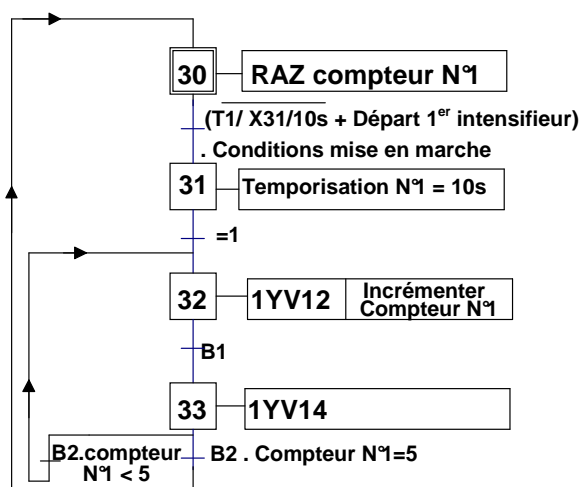 30
RAZ compteur N°1
(T1/ X31/10s + Départ 1er intensifieur)
. Conditions mise en marche
31
Temporisation N°1 = 10s
=1
32
1YV12
Incrémenter
Compteur N°1
B1
33
1YV14
B2.compteur
N°1 < 5
B2 . Compteur N°1=5